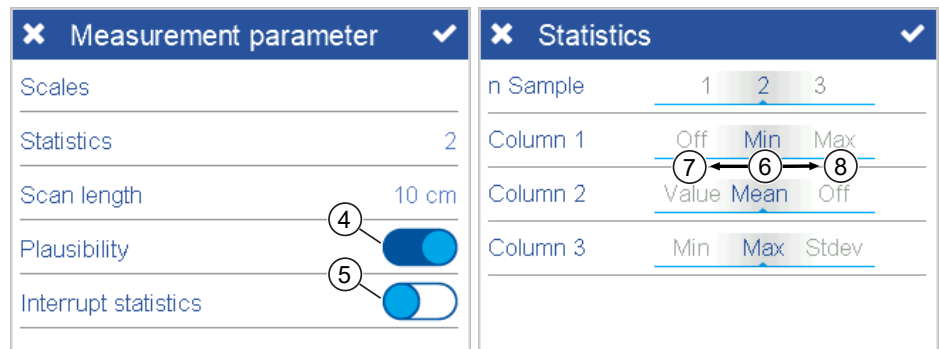 Measurement parameter
Scales
Statistics 2
Scan length 10 cm
4
Plausibility
5
Interrupt statistics
Statistics
n Sample 1 2 3
Column 1 Off Min Max
7 6 8
Column 2 Value Mean Off
Column 3 Min Max Stdev